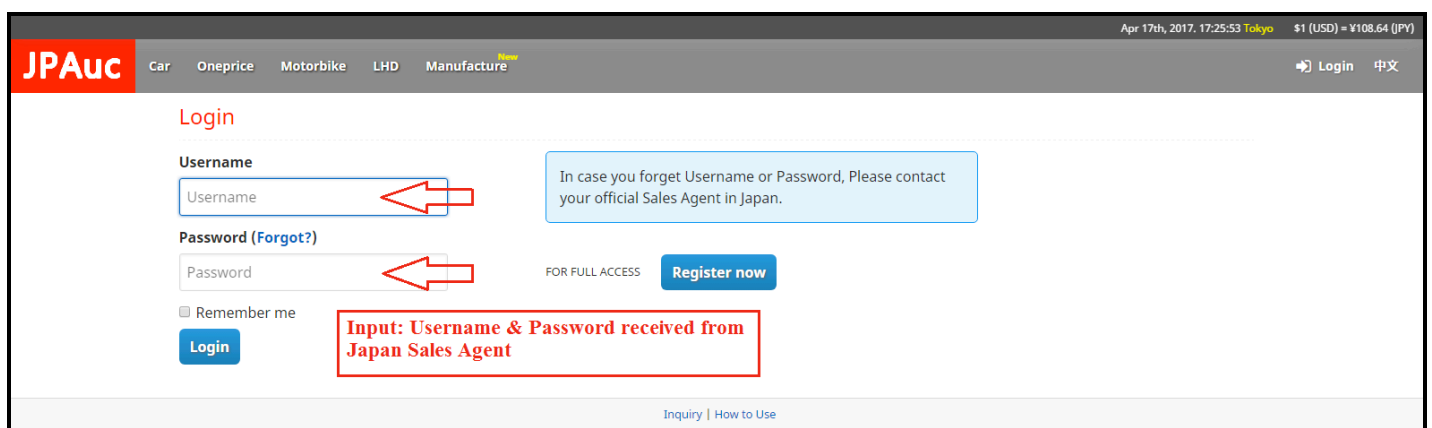 Apr 17th, 2017. 17:25:53 Tokyo $1 (USD) = ¥108.64 (JPY)
JPAuc Car Oneprice Motorbike LHD Manufacture New Login 中文
Login
Username
Username
In case you forget Username or Password, Please contact
your official Sales Agent in Japan.
Password (Forgot?)
Password
FOR FULL ACCESS Register now
Remember me
Login
Input: Username & Password received from
Japan Sales Agent
Inquiry | How to Use